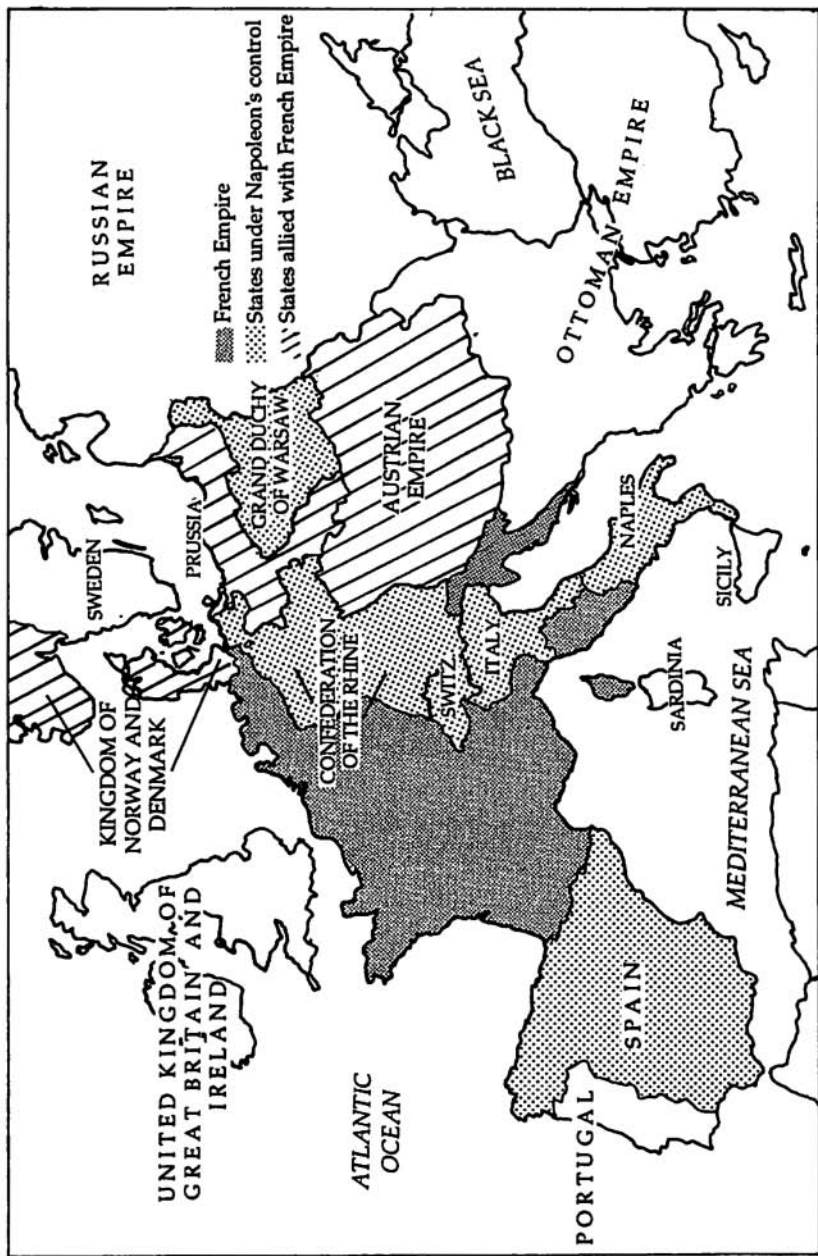 RUSSIAN
EMPIRE
French Empire
States under Napoleon's control
States allied with French Empire
UNITED KINGDOM OF
GREAT BRITAIN AND
IRELAND
KINGDOM OF
NORWAY AND
DENMARK
SWEDEN
PRUSSIA
GRAND DUCHY
OF WARSAW
CONFEDERATION
OF THE RHINE
AUSTRIAN
EMPIRE
ATLANTIC
OCEAN
SWITZ.
ITALY
BLACK SEA
PORTUGAL
SPAIN
NAPLES
OTTOMAN EMPIRE
SARDINIA
SICILY
MEDITERRANEAN SEA